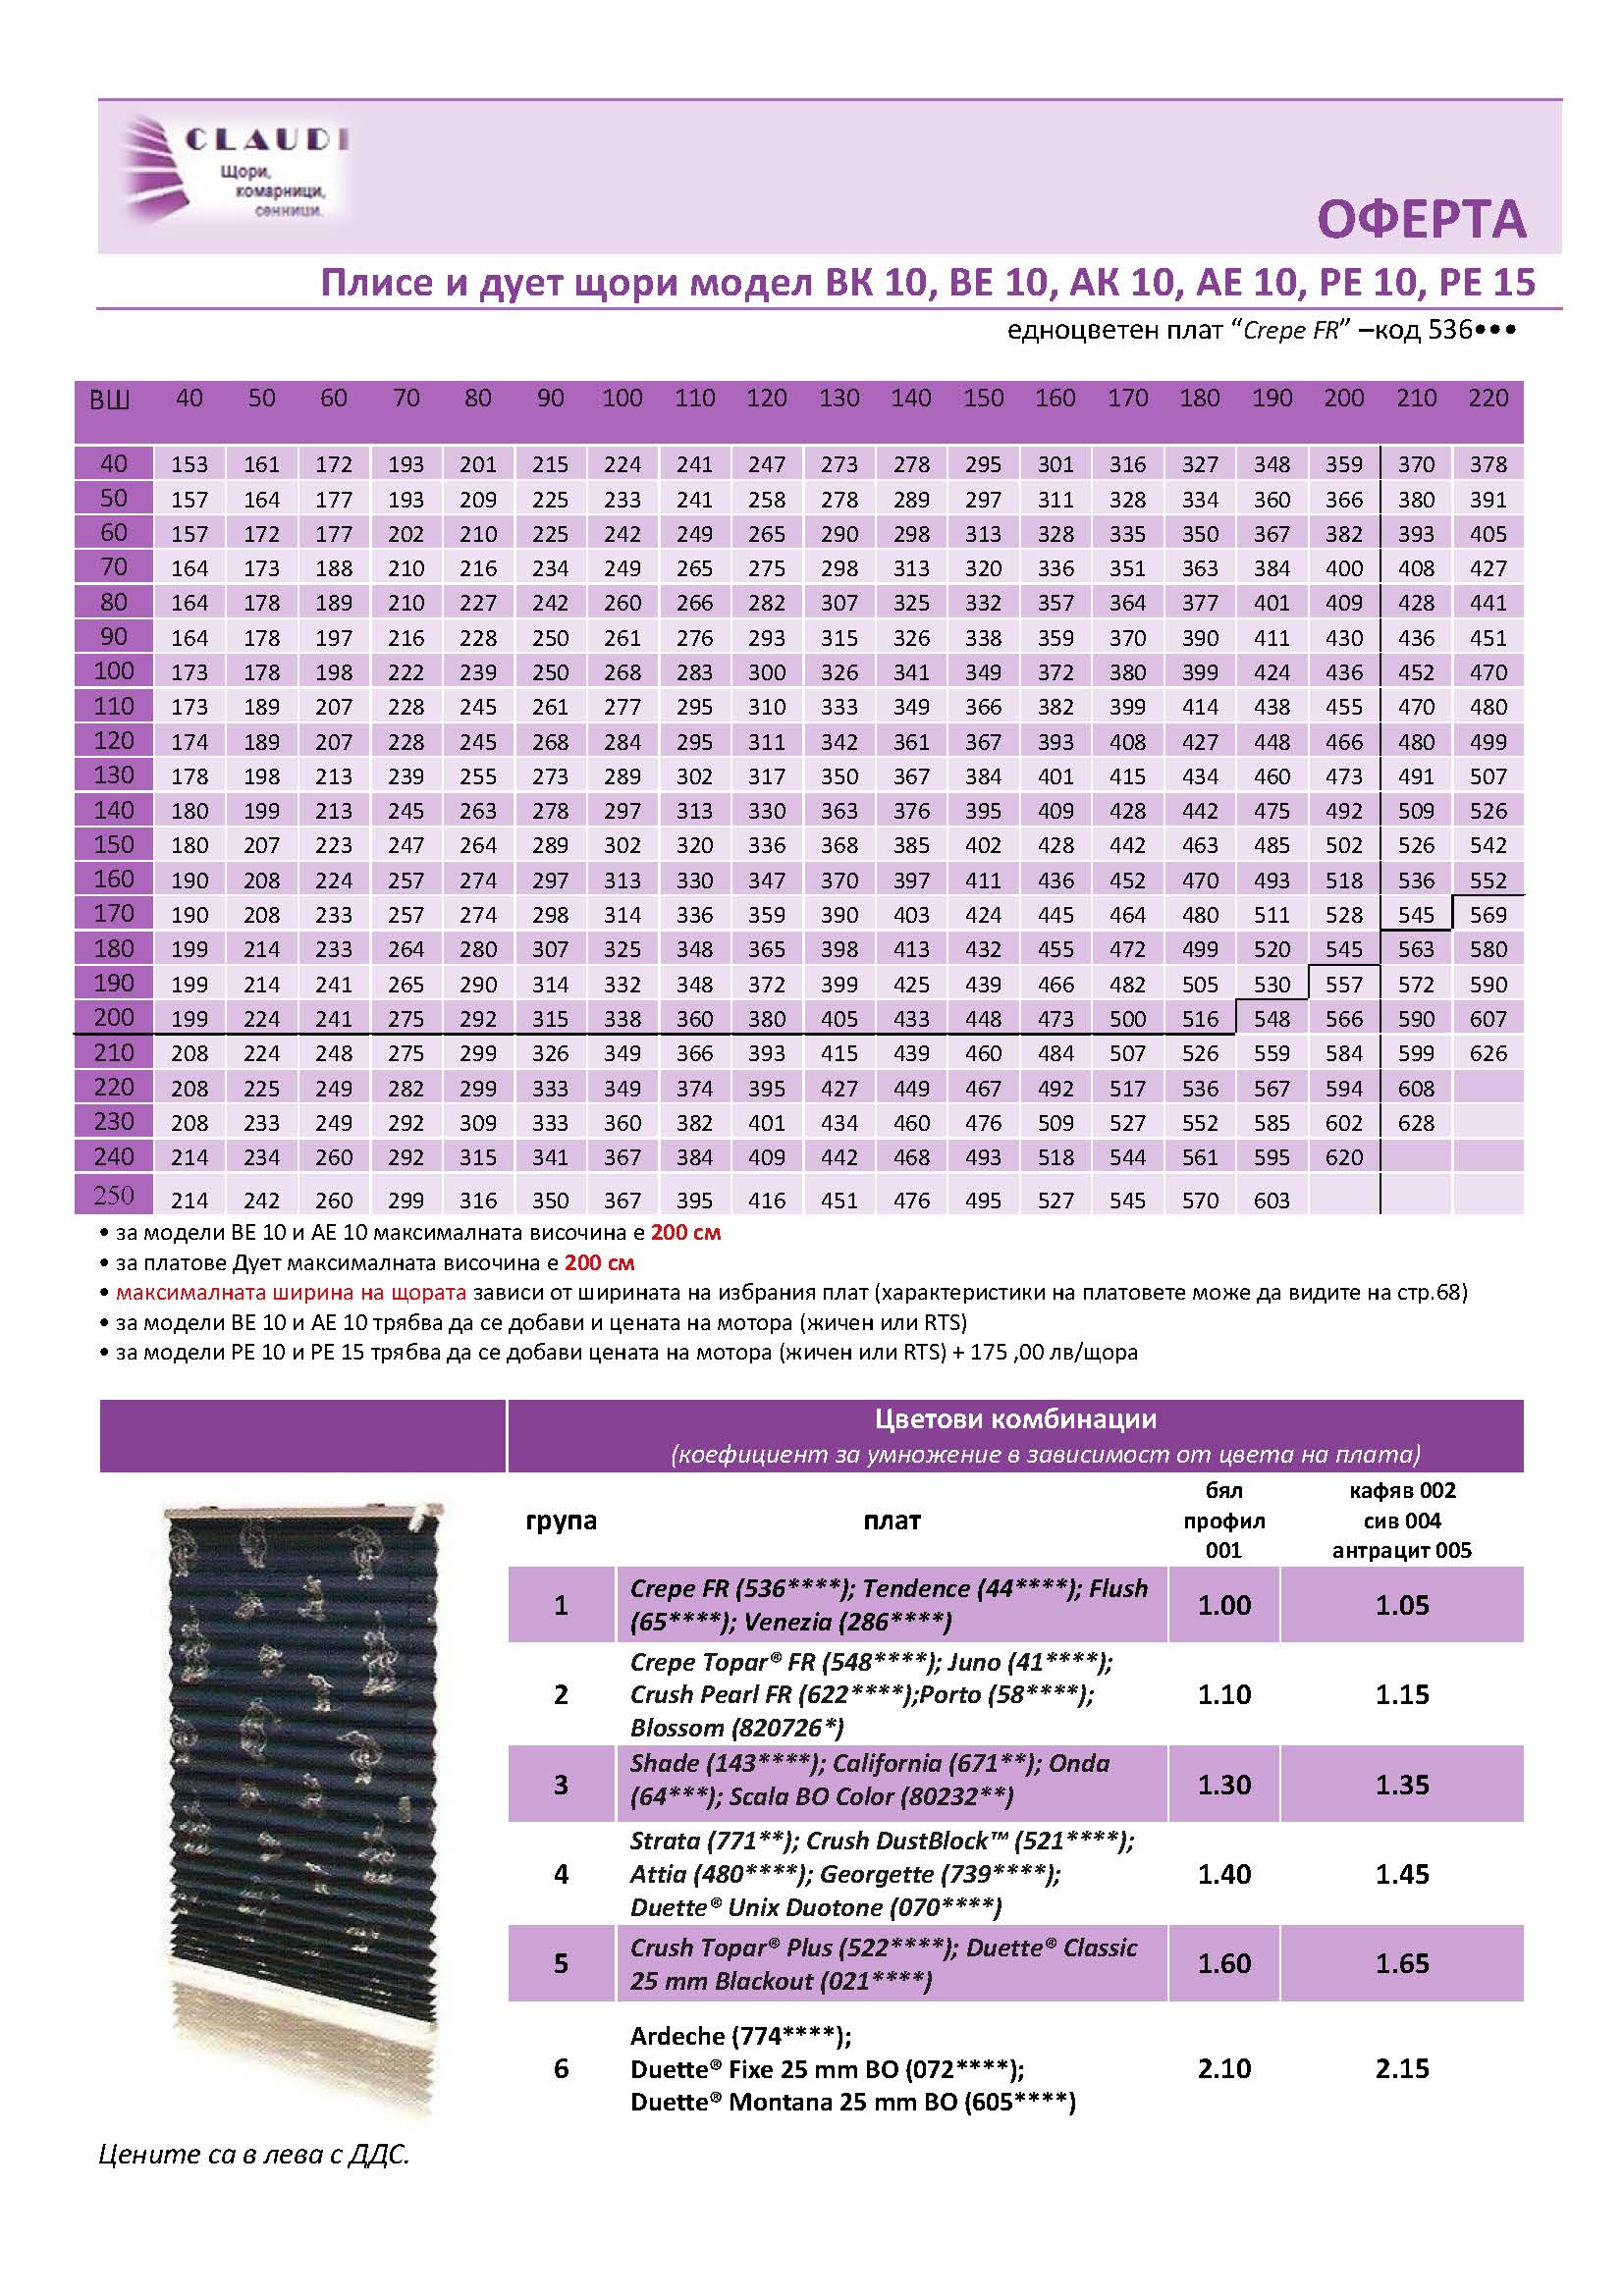 CLAUDI
Щори,
комарници,
сенници.
ОФЕРТА
Плисе и дует щори модел ВК 10, ВЕ 10, АК 10, АЕ 10, РЕ 10, РЕ 15
едноцветен плат “Crepe FR” –код 536•••
ВШ 40 50 60 70 80 90 100 110 120 130 140 150 160 170 180 190 200 210 220
40 153 161 172 193 201 215 224 241 247 273 278 295 301 316 327 348 359 370 378
50 157 164 177 193 209 225 233 241 258 278 289 297 311 328 334 360 366 380 391
60 157 172 177 202 210 225 242 249 265 290 298 313 328 335 350 367 382 393 405
70 164 173 188 210 216 234 249 265 275 298 313 320 336 351 363 384 400 408 427
80 164 178 189 210 227 242 260 266 282 307 325 332 357 364 377 401 409 428 441
90 164 178 197 216 228 250 261 276 293 315 326 338 359 370 390 411 430 436 451
100 173 178 198 222 239 250 268 283 300 326 341 349 372 380 399 424 436 452 470
110 173 189 207 228 245 261 277 295 310 333 349 366 382 399 414 438 455 470 480
120 174 189 207 228 245 268 284 295 311 342 361 367 393 408 427 448 466 480 499
130 178 198 213 239 255 273 289 302 317 350 367 384 401 415 434 460 473 491 507
140 180 199 213 245 263 278 297 313 330 363 376 395 409 428 442 475 492 509 526
150 180 207 223 247 264 289 302 320 336 368 385 402 428 442 463 485 502 526 542
160 190 208 224 257 274 297 313 330 347 370 397 411 436 452 470 493 518 536 552
170 190 208 233 257 274 298 314 336 359 390 403 424 445 464 480 511 528 545 569
180 199 214 233 264 280 307 325 348 365 398 413 432 455 472 499 520 545 563 580
190 199 214 241 265 290 314 332 348 372 399 425 439 466 482 505 530 557 572 590
200 199 224 241 275 292 315 338 360 380 405 433 448 473 500 516 548 566 590 607
210 208 224 248 275 299 326 349 366 393 415 439 460 484 507 526 559 584 599 626
220 208 225 249 282 299 333 349 374 395 427 449 467 492 517 536 567 594 608
230 208 233 249 292 309 333 360 382 401 434 460 476 509 527 552 585 602 628
240 214 234 260 292 315 341 367 384 409 442 468 493 518 544 561 595 620
250 214 242 260 299 316 350 367 395 416 451 476 495 527 545 570 603
• за модели ВЕ 10 и АЕ 10 максималната височина е 200 см
• за платове Дует максималната височина е 200 см
• максималната ширина на щората зависи от ширината на избрания плат (характеристики на платовете може да видите на стр.68)
• за модели ВЕ 10 и АЕ 10 трябва да се добави и цената на мотора (жичен или RTS)
• за модели РЕ 10 и РЕ 15 трябва да се добави цената на мотора (жичен или RTS) + 175 ,00 лв/щора
Цветови комбинации
(коефициент за умножение в зависимост от цвета на плата)
група плат бял профил 001 кафяв 002 сив 004 антрацит 005
1 Crepe FR (536****); Tendence (44****); Flush
(65****); Venezia (286****) 1.00 1.05
Crepe Topar® FR (548****); Juno (41****);
2 Crush Pearl FR (622****);Porto (58****); 1.10 1.15
Blossom (820726*)
3 Shade (143****); California (671**); Onda
(64***); Scala BO Color (80232**) 1.30 1.35
Strata (771**); Crush DustBlock™ (521****);
4 Attia (480****); Georgette (739****); 1.40 1.45
Duette® Unix Duotone (070****)
5 Crush Topar® Plus (522****); Duette® Classic
25 mm Blackout (021****) 1.60 1.65
Ardeche (774****);
6 Duette® Fixe 25 mm BO (072****); 2.10 2.15
Duette® Montana 25 mm BO (605****)
Цените са в лева с ДДС.